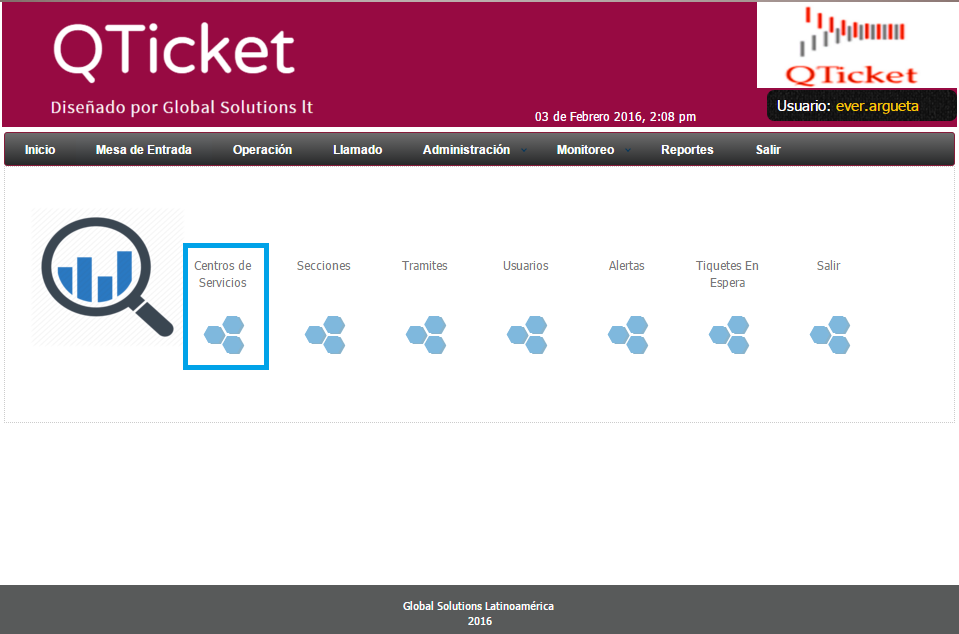 QTicket
Diseñado por Global Solutions lt
QTicket
03 de Febrero 2016, 2:08 pm
Usuario: ever.argueta
Inicio Mesa de Entrada Operación Llamado Administración Monitoreo Reportes Salir
Centros de Servicios
Secciones
Tramites
Usuarios
Alertas
Tiquetes En
Espera
Salir
Global Solutions Latinoamérica
2016